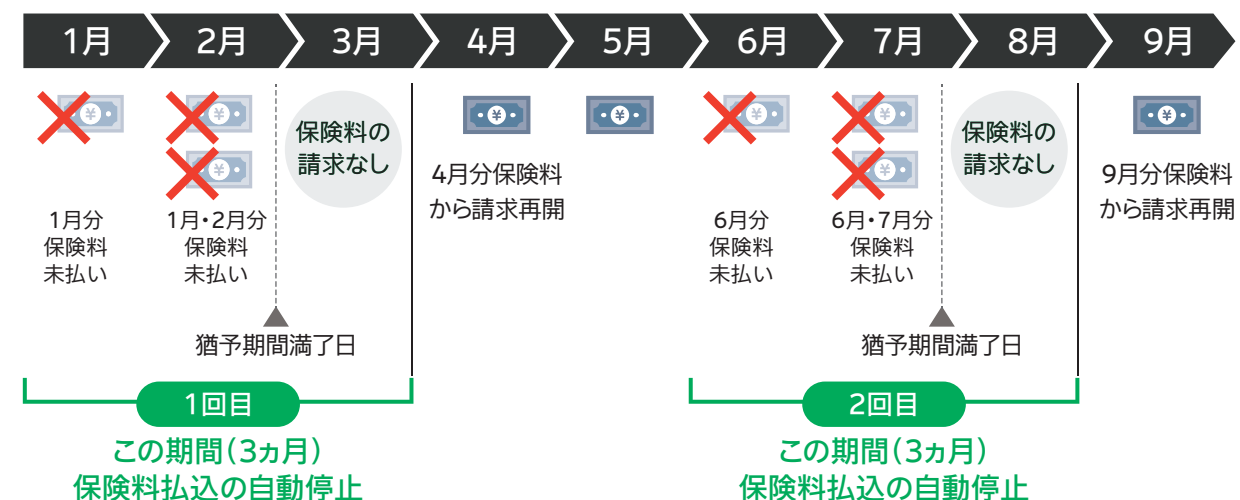 1月
2月
3月
4月
5月
6月
7月
8月
9月
¥
¥
¥
¥
¥
¥
¥
¥
¥
保険料の
請求なし
保険料の
請求なし
4月分保険料
から請求再開
9月分保険料
から請求再開
1月分
保険料
未払い
1月・2月分
保険料
未払い
6月分
保険料
未払い
6月・7月分
保険料
未払い
猶予期間満了日
猶予期間満了日
1回目
この期間(3ヵ月)
保険料払込の自動停止
2回目
この期間(3ヵ月)
保険料払込の自動停止